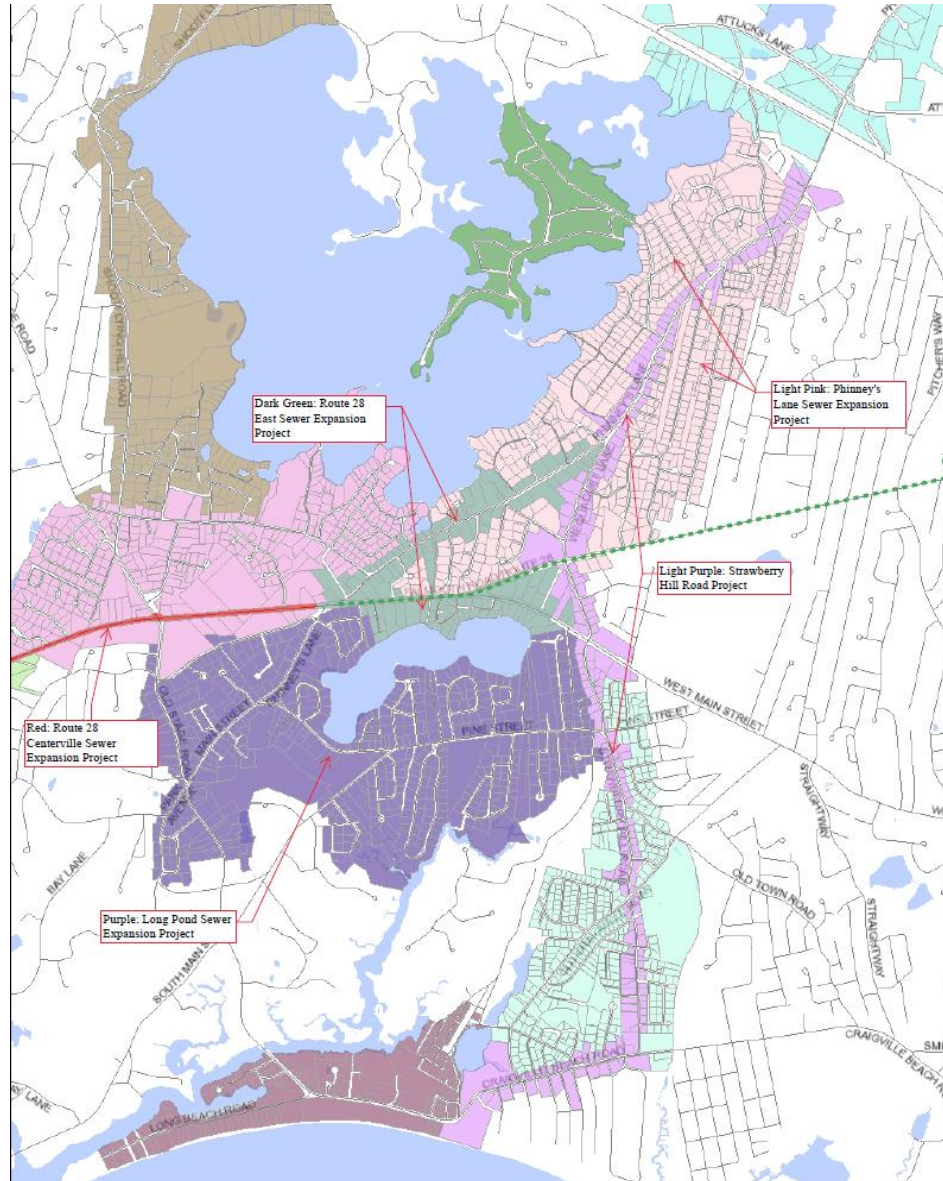 ATTUCKS LANE
SHOOTFLYING HILL ROAD
PITCHER'S WAY
Light Pink: Phinney's
Lane Sewer Expansion
Project
Dark Green: Route 28
East Sewer Expansion
Project
Light Purple: Strawberry
Hill Road Project
Red: Route 28
Centerville Sewer
Expansion Project
OLD STAGE ROAD
MAIN STREET
PINE STREET
WEST MAIN STREET
STRAIGHTWAY
BAY LANE
OLD TOWN ROAD
STRAIGHTWAY
Purple: Long Pond Sewer
Expansion Project
SOUTH MAIN S
CRAIGVILLE BEACH ROAD
CRAIGVILLE BEACH R
LONG BEACH ROAD